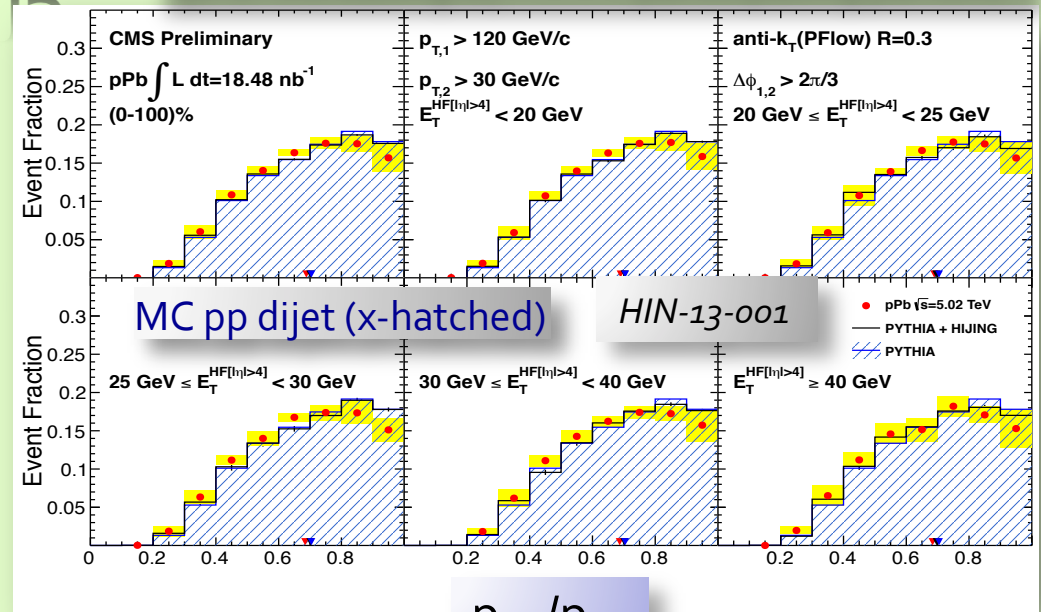 CMS Preliminary
pPb∫L dt=18.48 nb⁻¹
(0-100)%
p_T,1 > 120 GeV/c
p_T,2 > 30 GeV/c
E_T^HF[|η|>4] < 20 GeV
anti-k_T(PFlow) R=0.3
Δϕ_1,2 > 2π/3
20 GeV ≤ E_T^HF[|η|>4] < 25 GeV
Event Fraction
0.3
0.25
0.2
0.15
0.1
0.05
MC pp dijet (x-hatched)
HIN-13-001
pPb √s=5.02 TeV
PYTHIA + HIJING
PYTHIA
25 GeV ≤ E_T^HF[|η|>4] < 30 GeV
30 GeV ≤ E_T^HF[|η|>4] < 40 GeV
E_T^HF[|η|>4] ≥ 40 GeV
Event Fraction
0.3
0.25
0.2
0.15
0.1
0.05
0 0.2 0.4 0.6 0.8 0.2 0.4 0.6 0.8 0.2 0.4 0.6 0.8